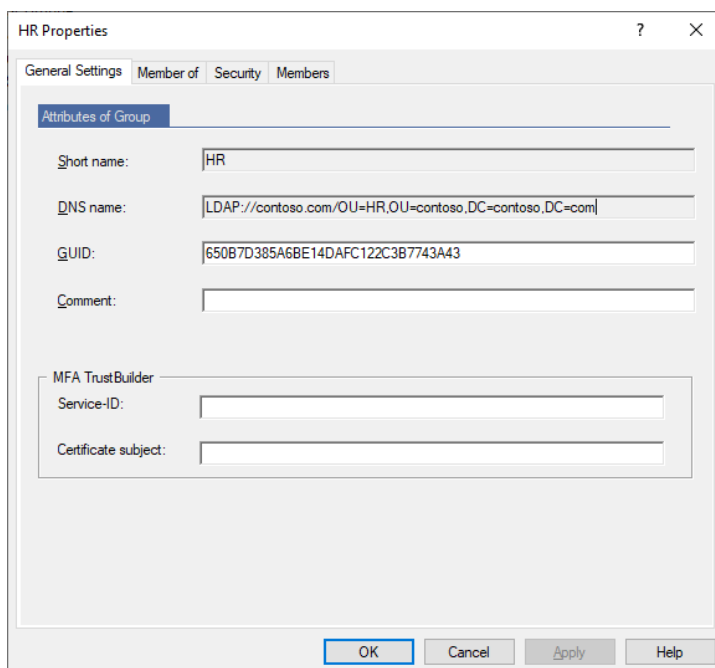 HR Properties
General Settings Member of Security Members
Attributes of Group
Short name: HR
DNS name: LDAP://contoso.com/OU=HR,OU=contoso,DC=contoso,DC=com
GUID: 650B7D385A6BE14DAFC122C3B7743A43
Comment:
MFA TrustBuilder
Service-ID:
Certificate subject:
OK Cancel Apply Help